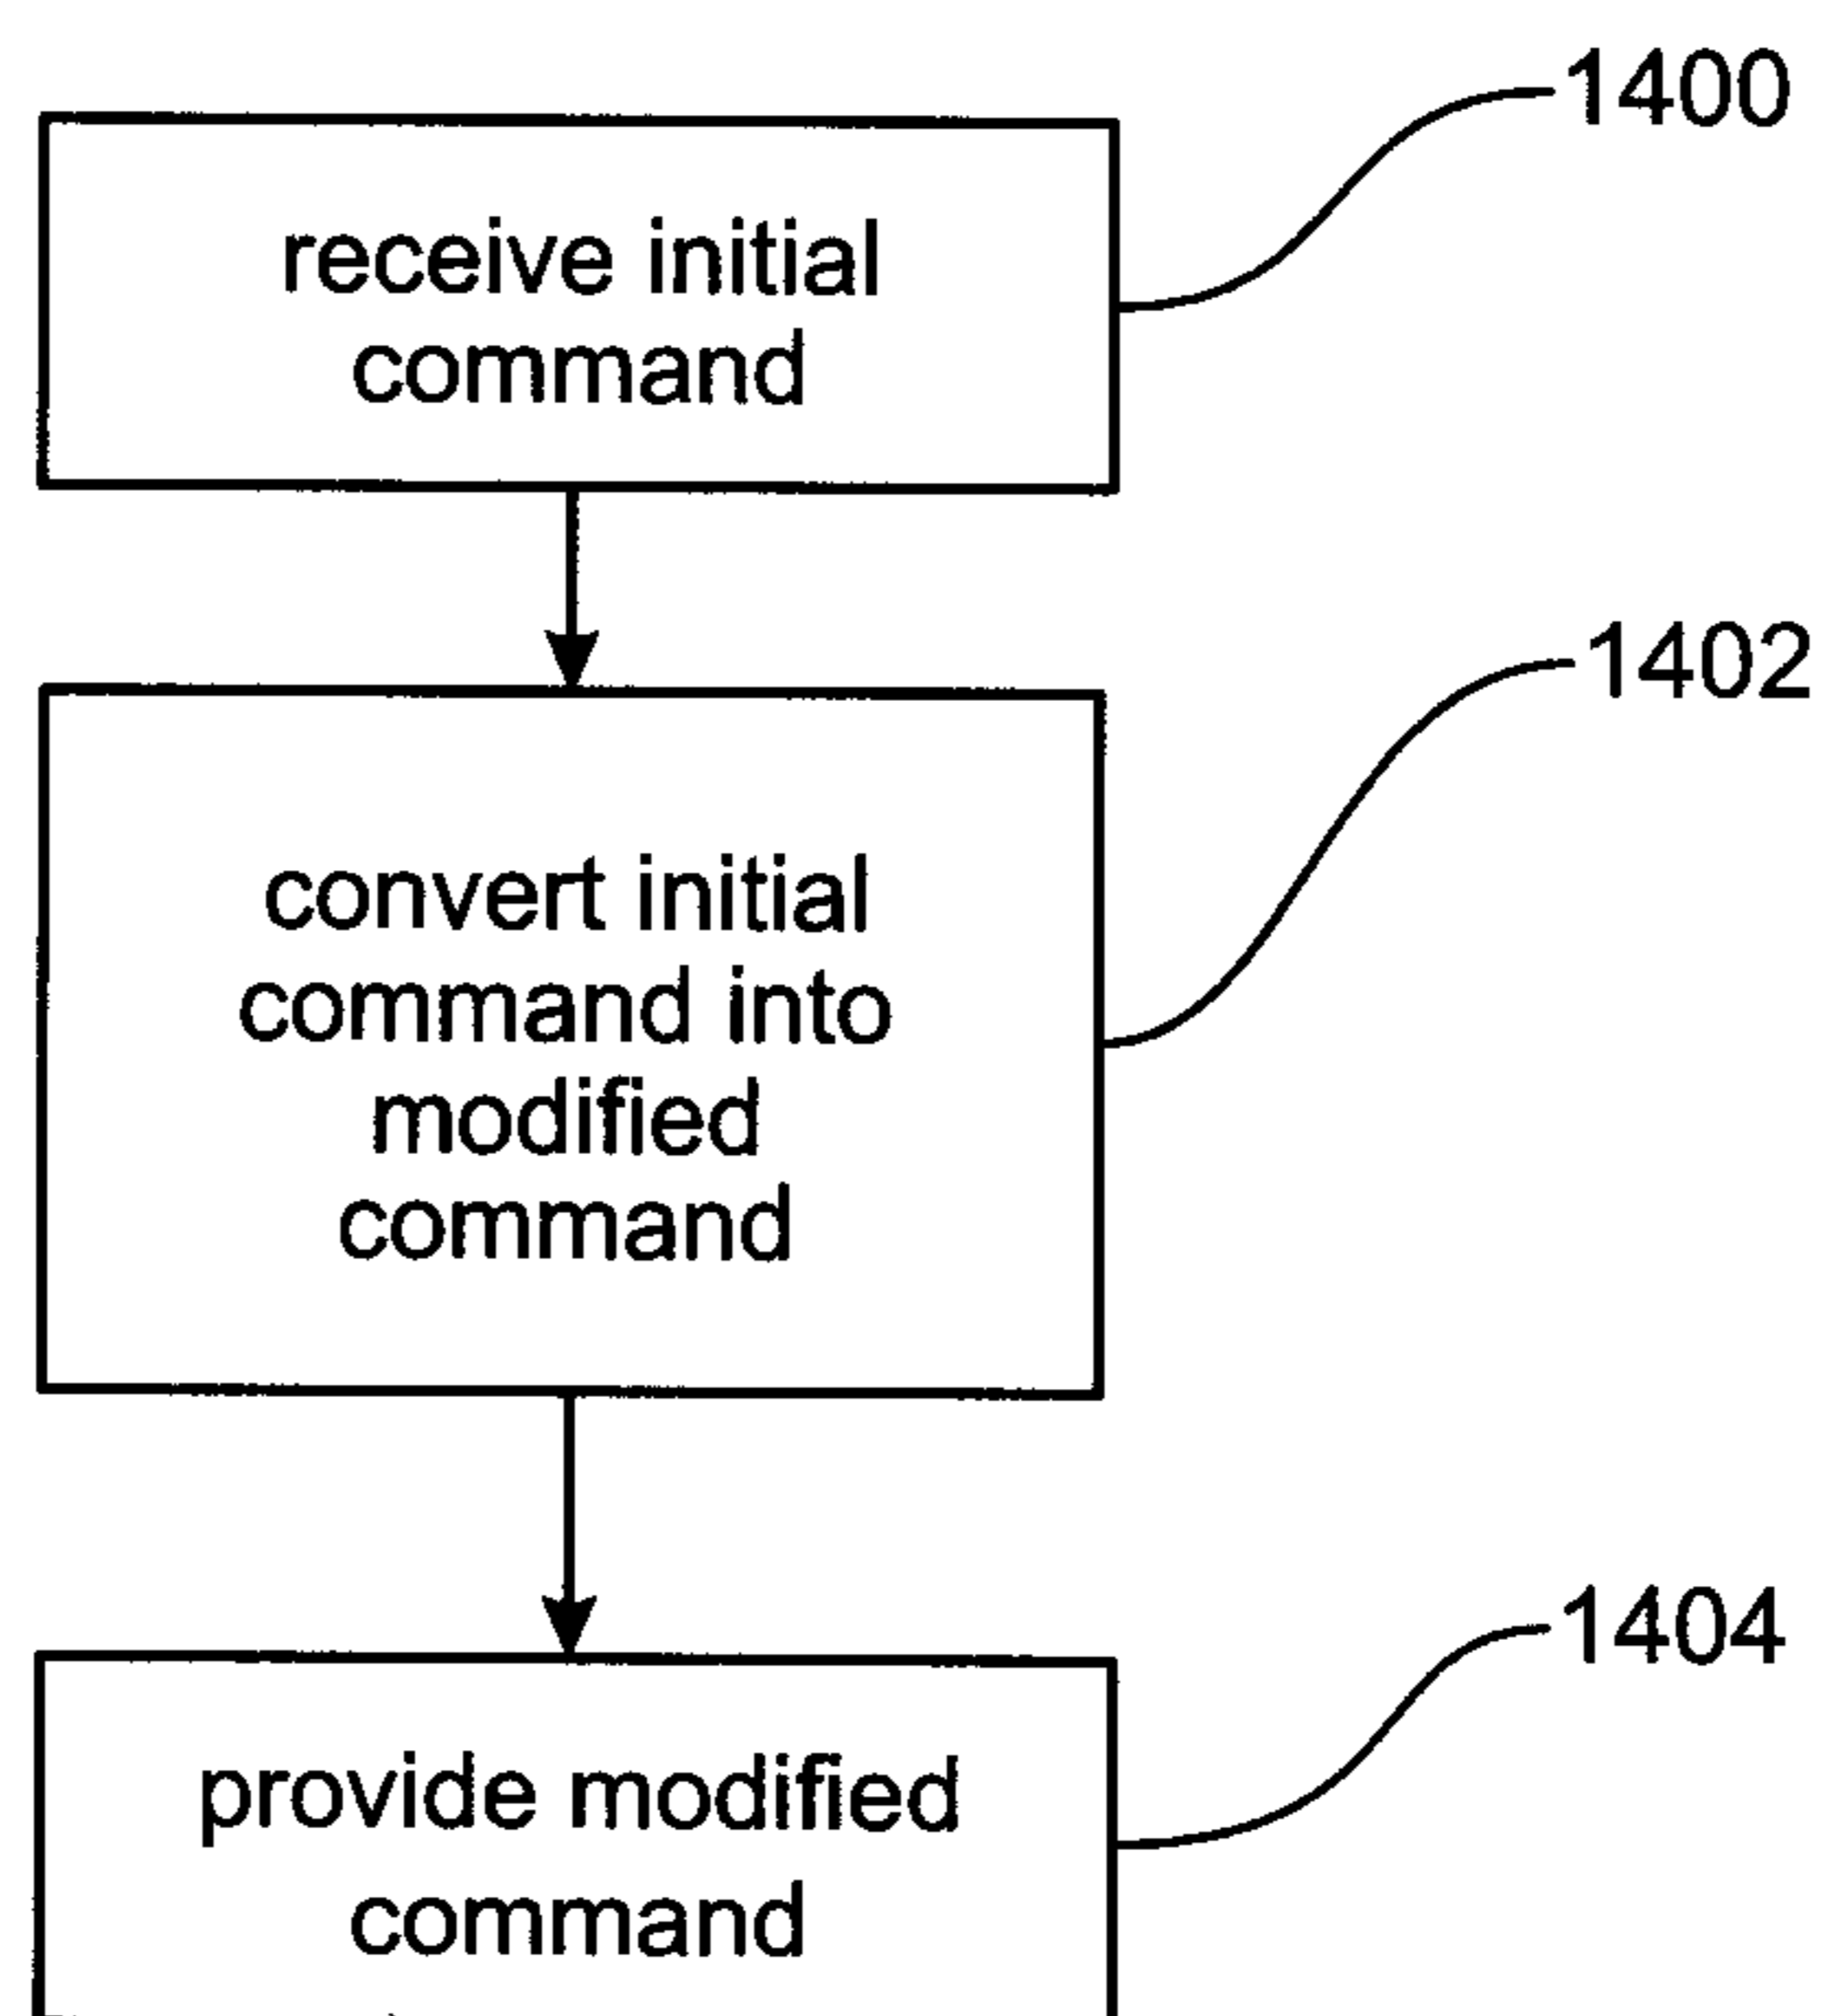 1400
receive initial
command
1402
convert initial
command into
modified
command
1404
provide modified
command